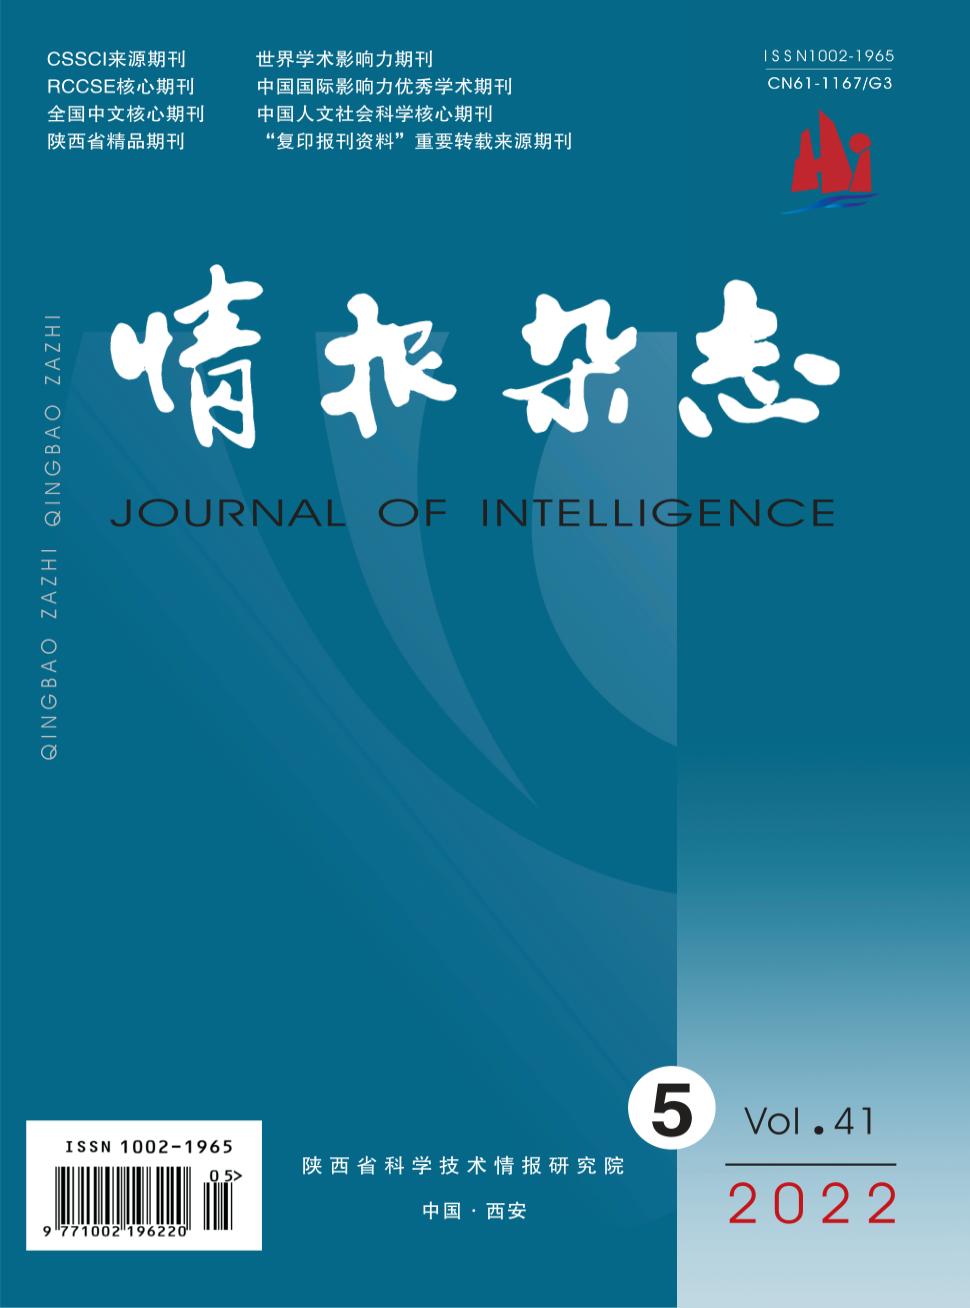 CSSCI来源期刊
RCCSE核心期刊
全国中文核心期刊
陕西省精品期刊
世界学术影响力期刊
中国国际影响力优秀学术期刊
中国人文社会科学核心期刊
“复印报刊资料”重要转载来源期刊
ISSN1002-1965
CN61-1167/G3
Hi
情报杂志
JOURNAL OF INTELLIGENCE
QINGBAO ZAZHI QINGBAO ZAZHI
5
Vol.41
2022
陕西省科学技术情报研究院
中国·西安
ISSN 1002-1965
05>
9 771002 196220